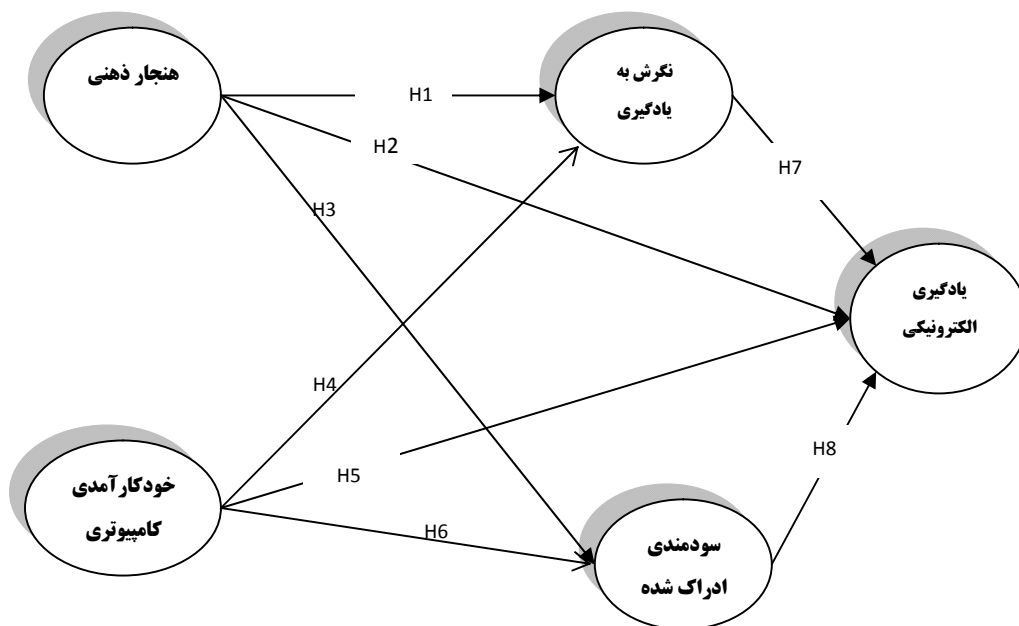 هنجار ذهنی
نگرش به
یادگیری
H1
H2
H7
H3
یادگیری
الکترونیکی
H4
H5
H8
خودکارآمدی
کامپیوتری
H6
سودمندی
ادراک شده